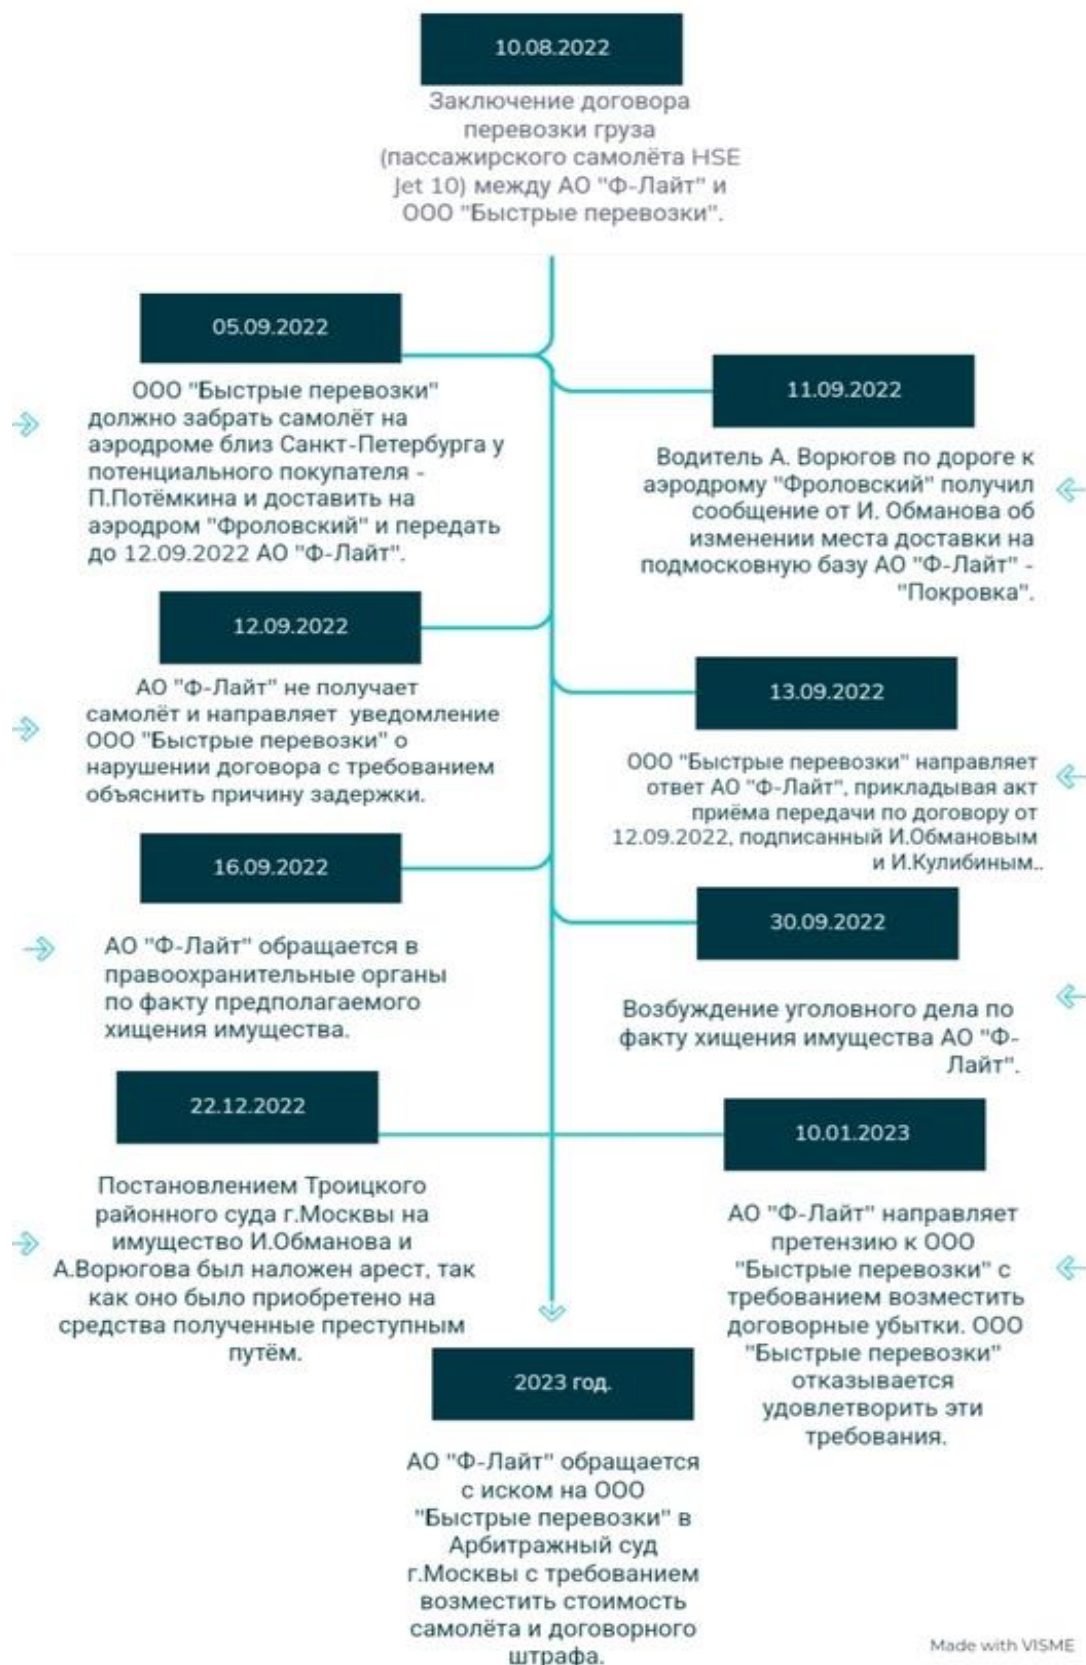 10.08.2022
Заключение договора
перевозки груза
(пассажирского самолёта HSE
Jet 10) между АО "Ф-Лайт" и
ООО "Быстрые перевозки".
05.09.2022
ООО "Быстрые перевозки"
должно забрать самолёт на
аэродроме близ Санкт-Петербурга у
потенциального покупателя -
П.Потёмкина и доставить на
аэродром "Фроловский" и передать
до 12.09.2022 АО "Ф-Лайт".
11.09.2022
Водитель А. Ворюгов по дороге к
аэродрому "Фроловский" получил
сообщение от И. Обманова об
изменении места доставки на
подмосковную базу АО "Ф-Лайт" -
"Покровка".
12.09.2022
АО "Ф-Лайт" не получает
самолёт и направляет уведомление
ООО "Быстрые перевозки" о
нарушении договора с требованием
объяснить причину задержки.
13.09.2022
ООО "Быстрые перевозки" направляет
ответ АО "Ф-Лайт", прикладывая акт
приёма передачи по договору от
12.09.2022, подписанный И.Обмановым
и И.Кулибиным..
16.09.2022
АО "Ф-Лайт" обращается в
правоохранительные органы
по факту предполагаемого
хищения имущества.
30.09.2022
Возбуждение уголовного дела по
факту хищения имущества АО "Ф-
Лайт".
22.12.2022
Постановлением Троицкого
районного суда г.Москвы на
имущество И.Обманова и
А.Ворюгова был наложен арест, так
как оно было приобретено на
средства полученные преступным
путём.
10.01.2023
АО "Ф-Лайт" направляет
претензию к ООО
"Быстрые перевозки" с
требованием возместить
договорные убытки. ООО
"Быстрые перевозки"
отказывается
удовлетворить эти
требования.
2023 год.
АО "Ф-Лайт" обращается
с иском на ООО
"Быстрые перевозки" в
Арбитражный суд
г.Москвы с требованием
возместить стоимость
самолёта и договорного
штрафа.
Made with VISME